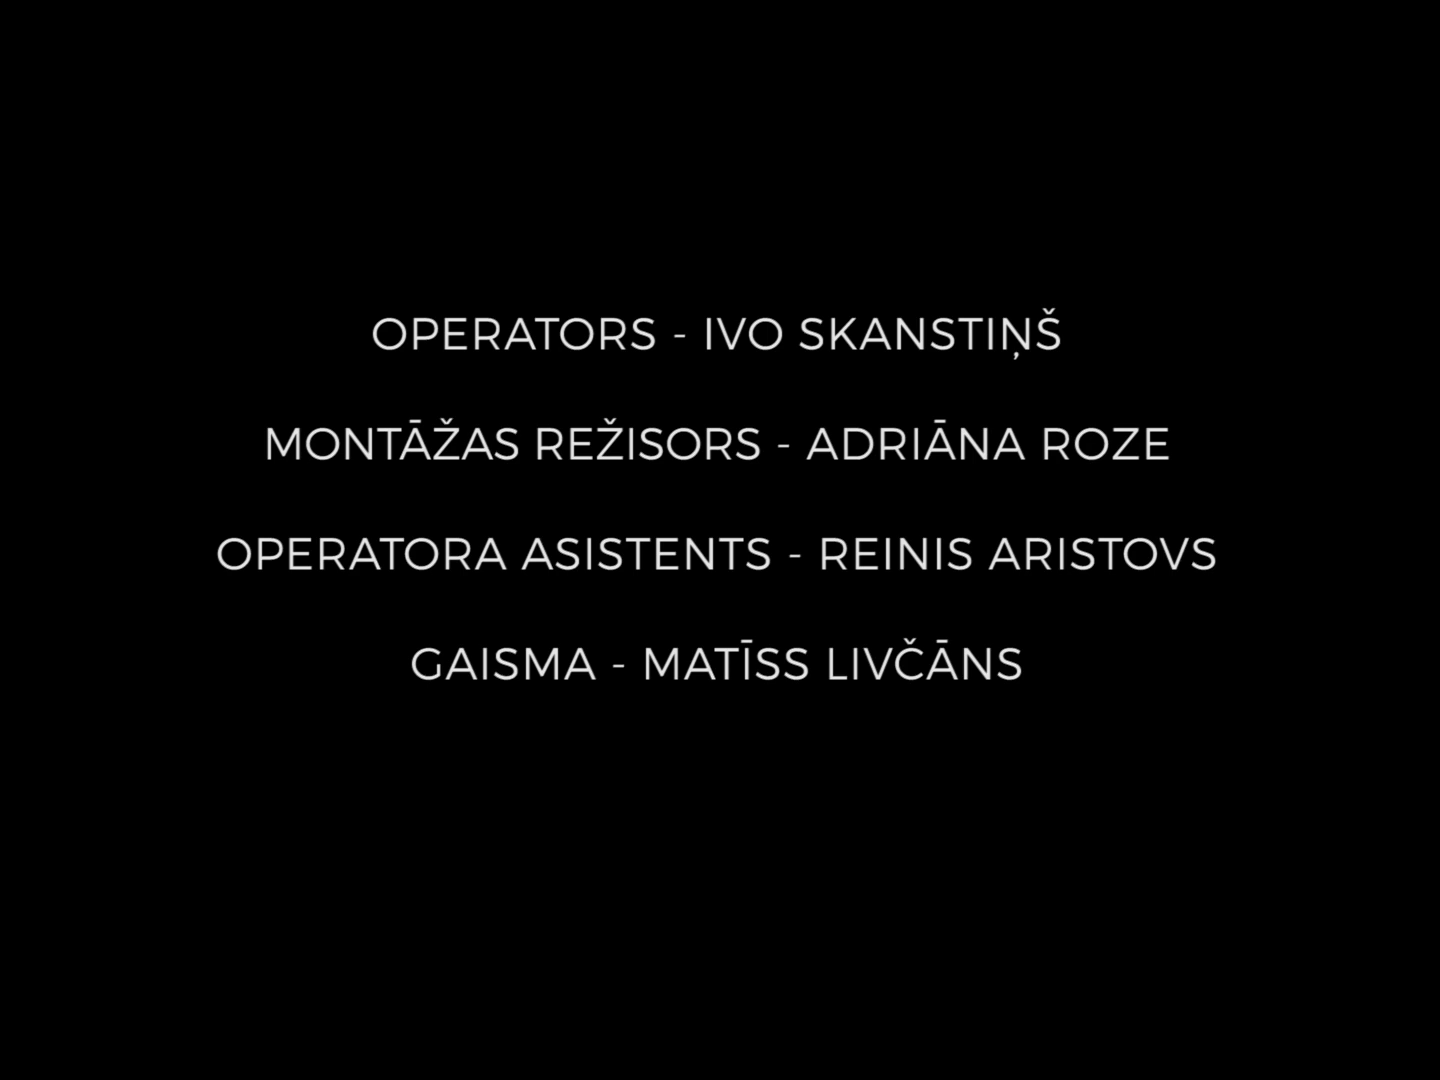 OPERATORS - IVO SKANSTIŅŠ
MONTĀŽAS REŽISORS - ADRIĀNA ROZE
OPERATORA ASISTENTS - REINIS ARISTOVS
GAISMA - MATĪSS LIVČĀNS